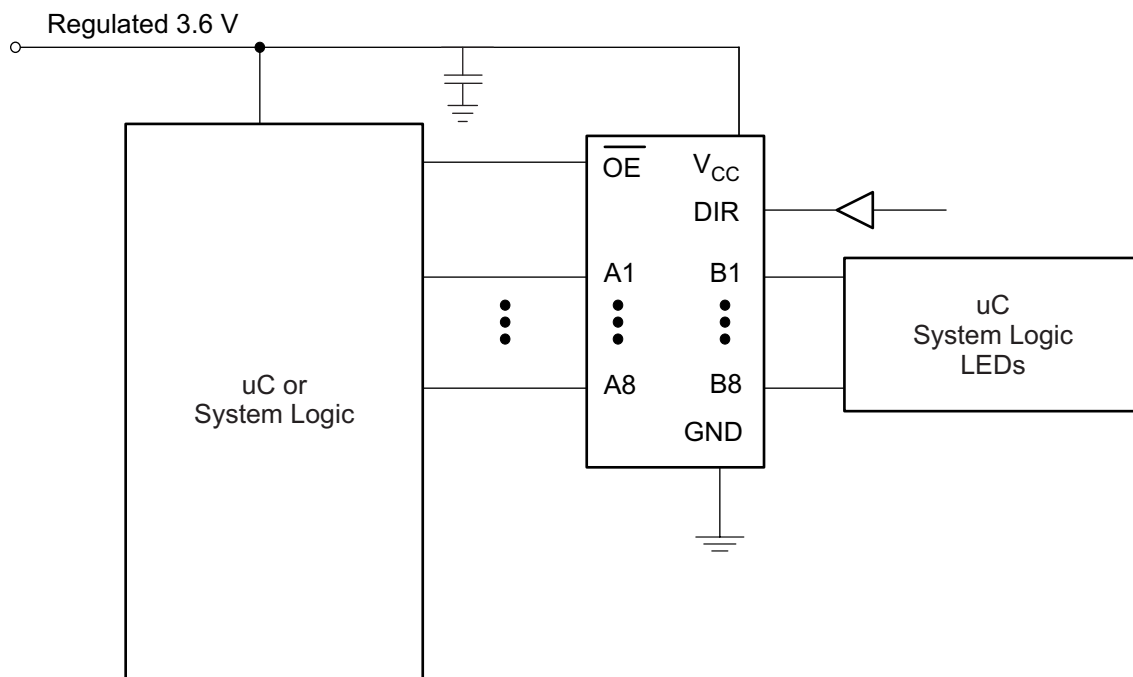 Regulated 3.6 V
OE
VCC
DIR
A1
B1
uC
System Logic
LEDs
uC or
System Logic
A8
B8
GND